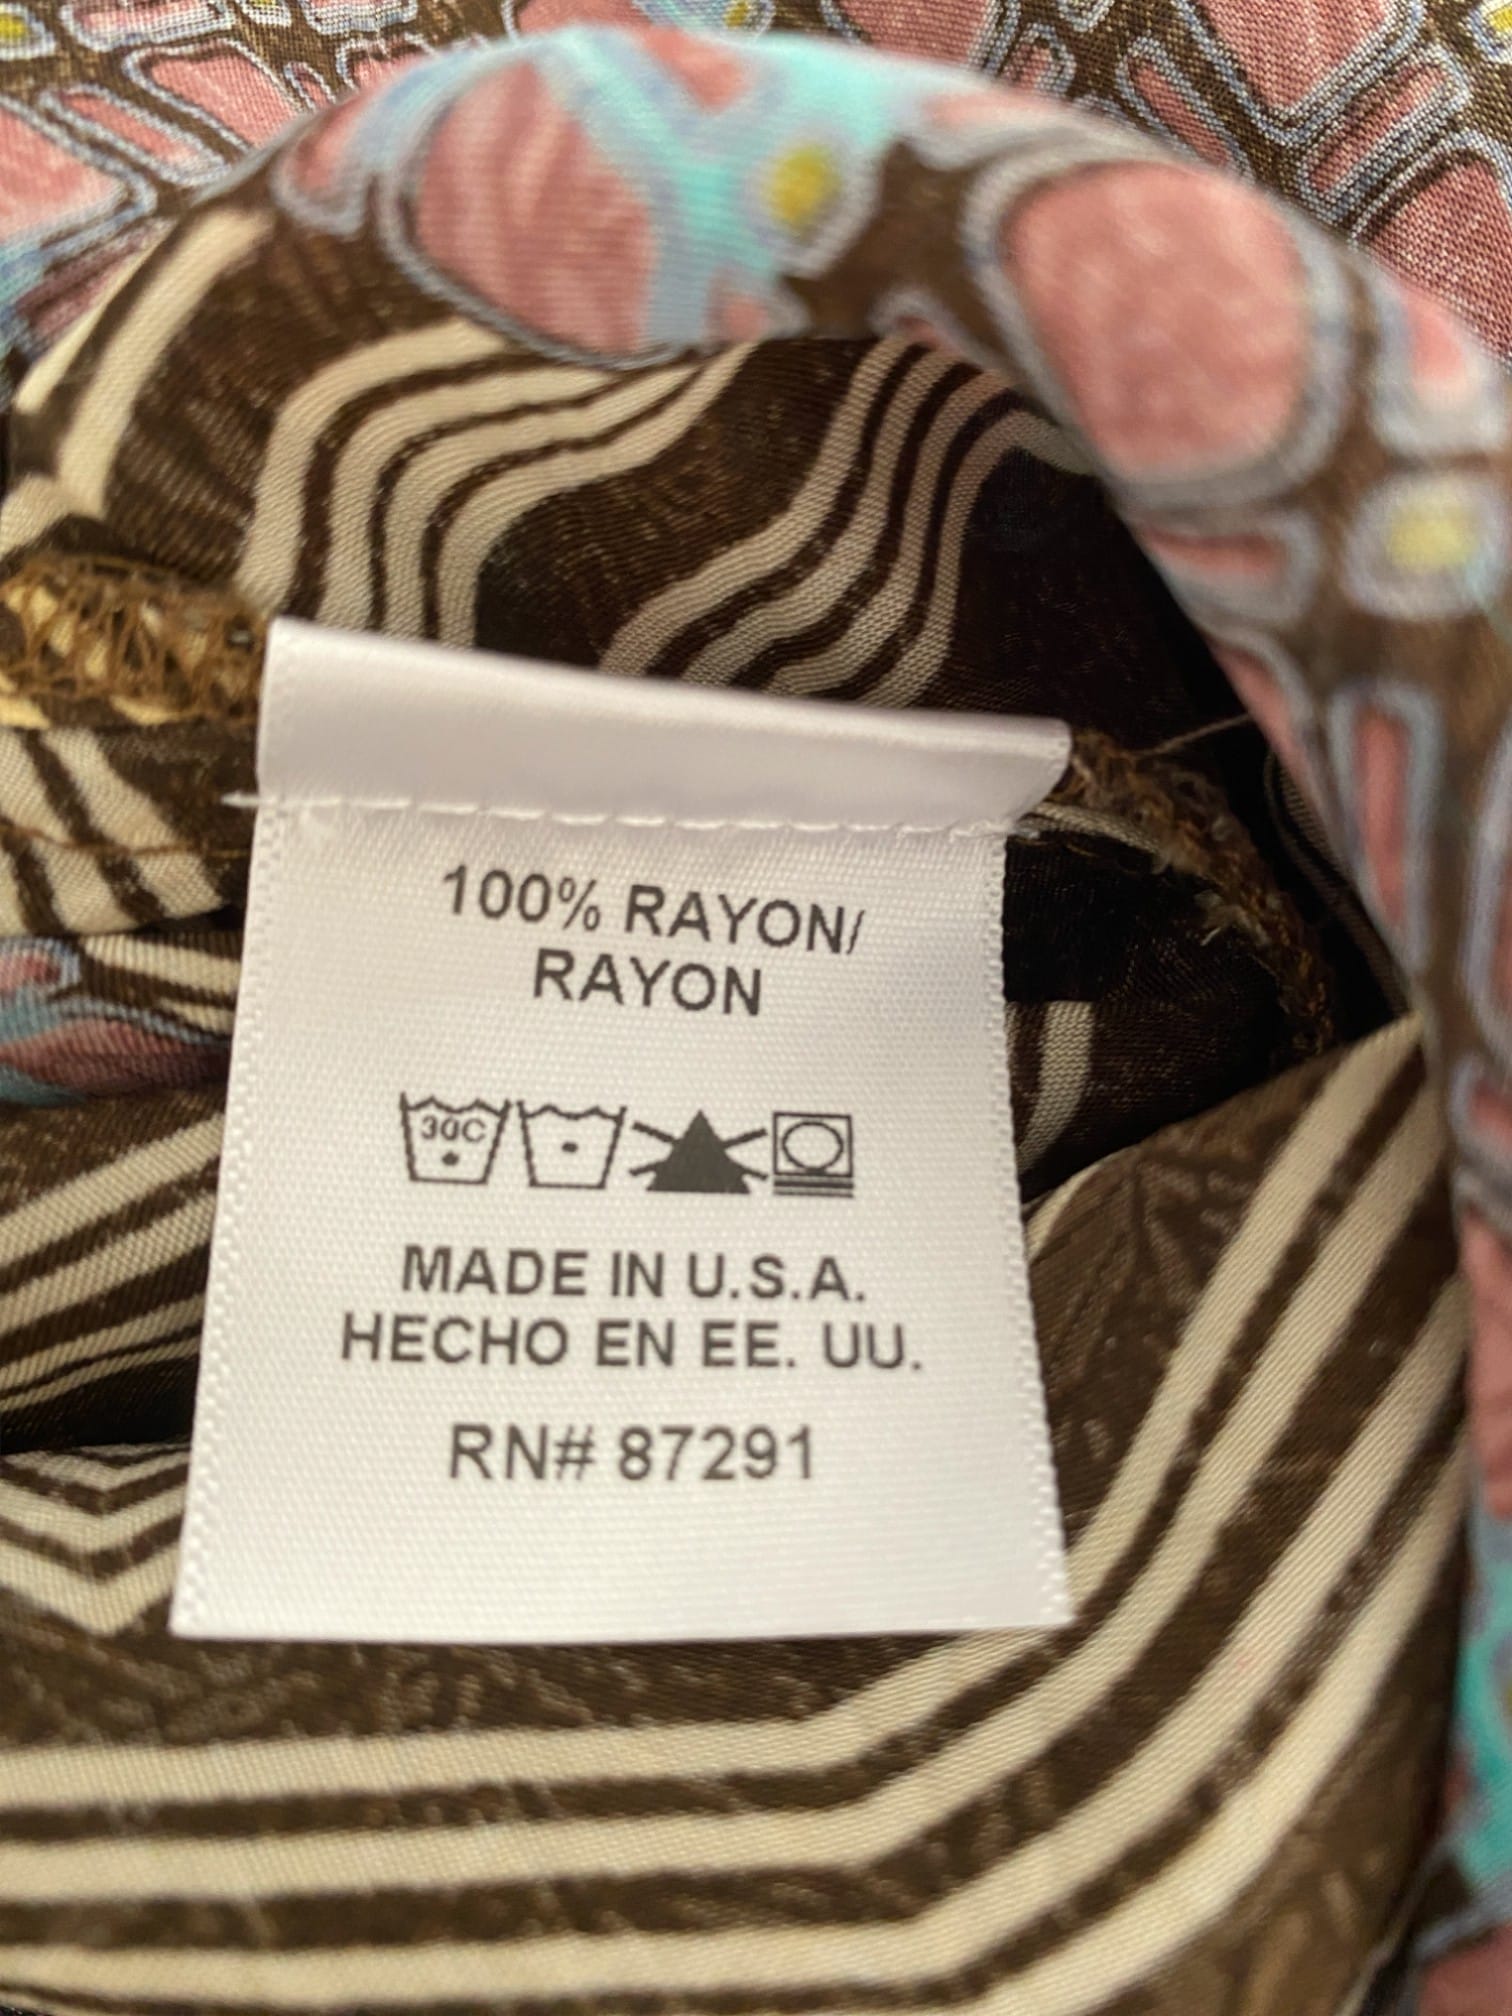 100% RAYON/
RAYON
30C
MADE IN U.S.A.
HECHO EN EE. UU.
RN# 87291